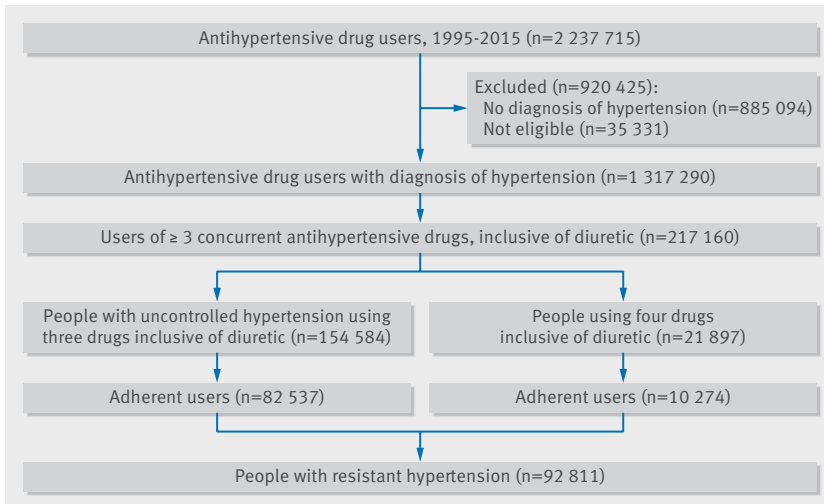 Antihypertensive drug users, 1995-2015 (n=2 237 715)
Excluded (n=920 425):
No diagnosis of hypertension (n=885 094)
Not eligible (n=35 331)
Antihypertensive drug users with diagnosis of hypertension (n=1 317 290)
Users of ≥ 3 concurrent antihypertensive drugs, inclusive of diuretic (n=217 160)
People with uncontrolled hypertension using
three drugs inclusive of diuretic (n=154 584)
People using four drugs
inclusive of diuretic (n=21 897)
Adherent users (n=82 537)
Adherent users (n=10 274)
People with resistant hypertension (n=92 811)